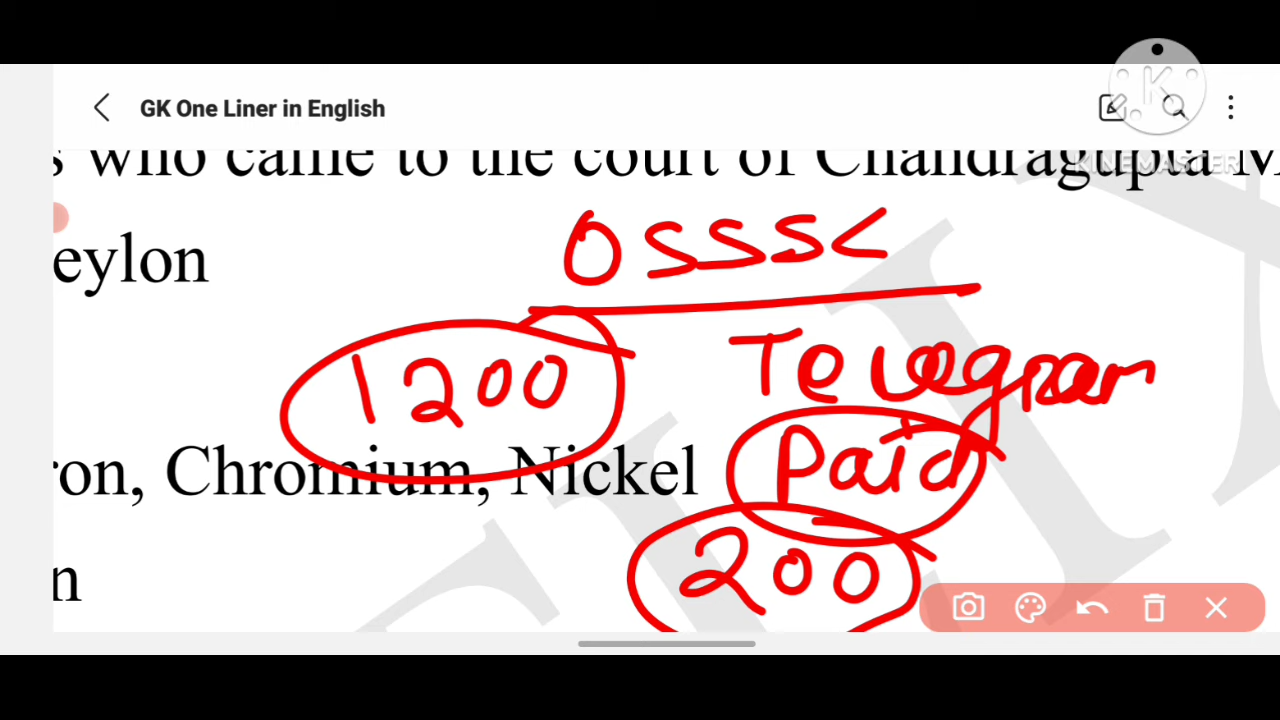 GK One Liner in English
KINEMASTER
s who came to the court of Chandragupta M
eylon
OSSSC
1200
Telegram
ron, Chromium, Nickel
Paid
n
200